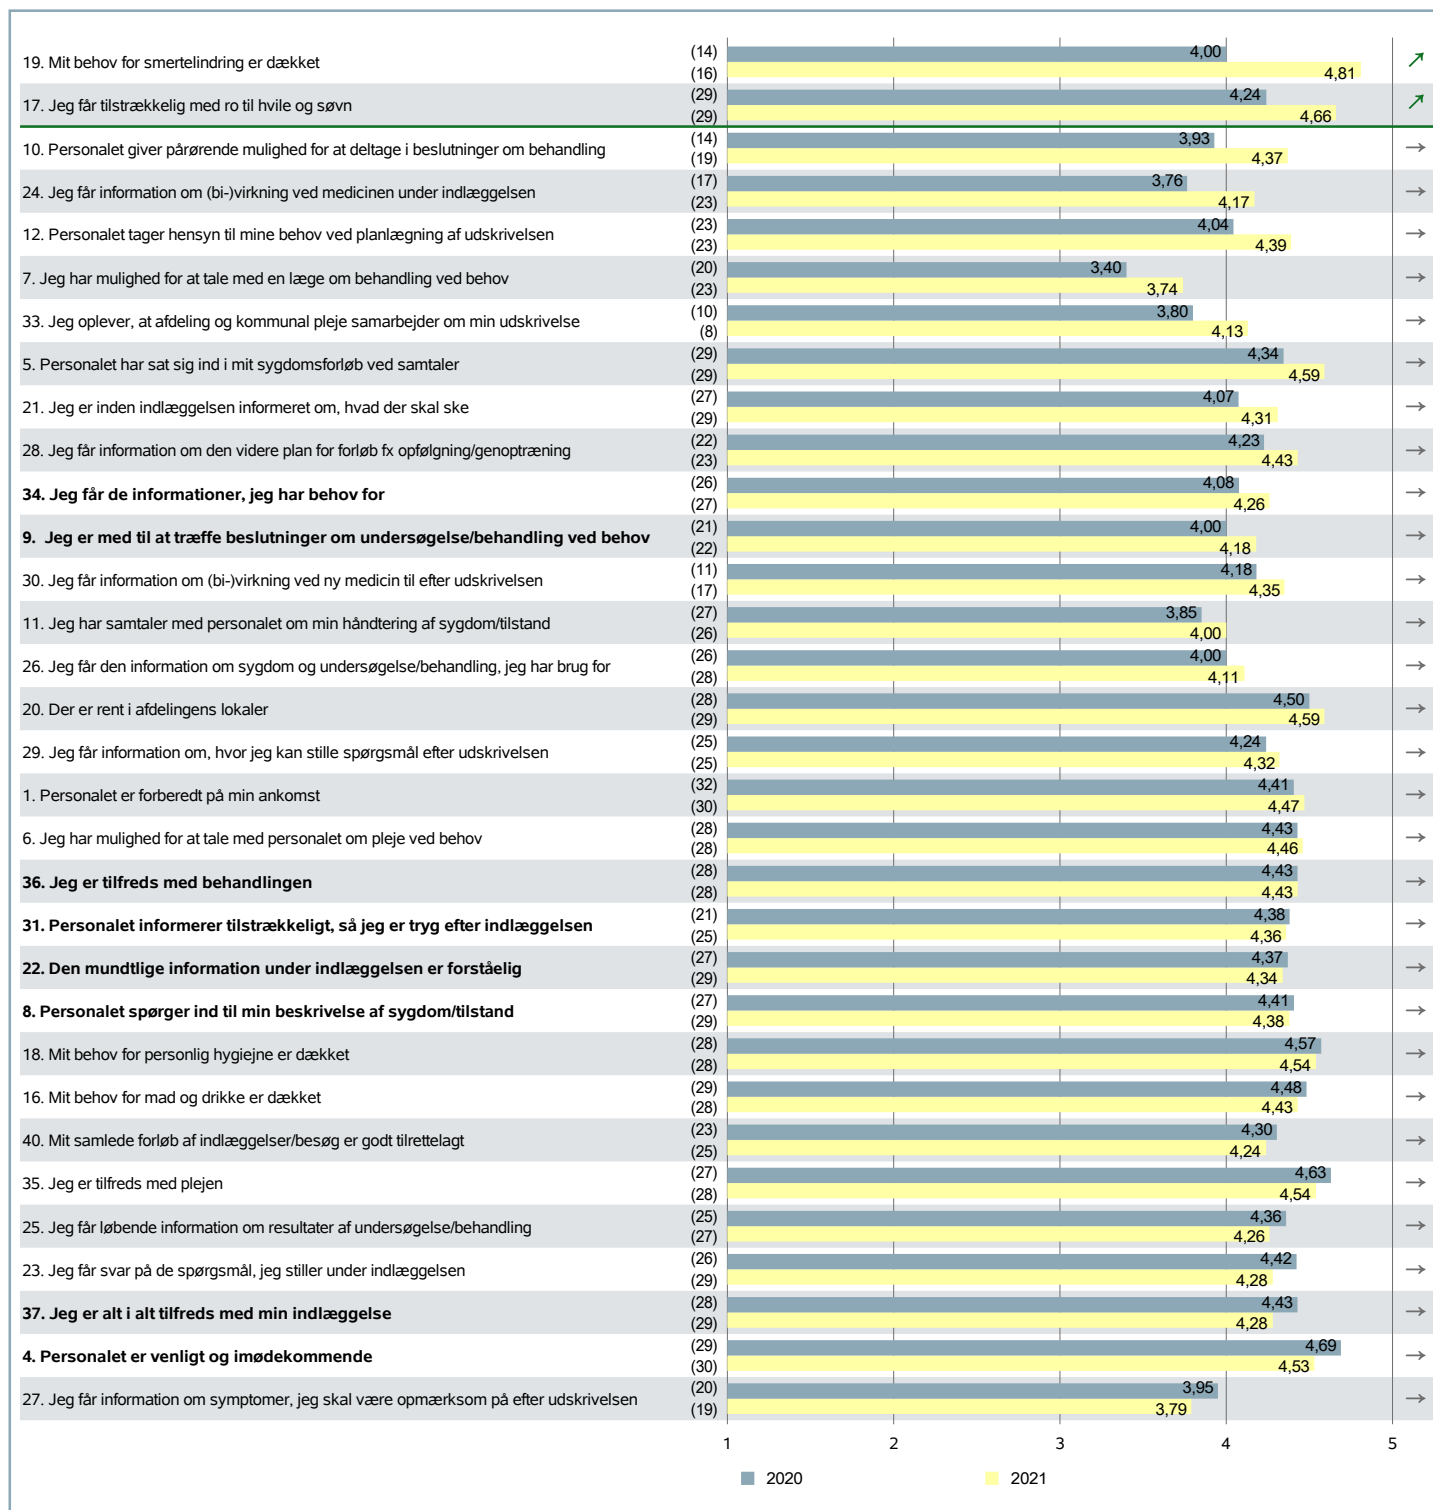 19. Mit behov for smertelindring er dækket (14) 4,00 ↗
(16) 4,81
17. Jeg får tilstrækkelig med ro til hvile og søvn (29) 4,24 ↗
(29) 4,66
10. Personalet giver pårørende mulighed for at deltage i beslutninger om behandling (14) 3,93 →
(19) 4,37
24. Jeg får information om (bi-)virkning ved medicinen under indlæggelsen (17) 3,76 →
(23) 4,17
12. Personalet tager hensyn til mine behov ved planlægning af udskrivelsen (23) 4,04 →
(23) 4,39
7. Jeg har mulighed for at tale med en læge om behandling ved behov (20) 3,40 →
(23) 3,74
33. Jeg oplever, at afdeling og kommunal pleje samarbejder om min udskrivelse (10) 3,80 →
(8) 4,13
5. Personalet har sat sig ind i mit sygdomsforløb ved samtaler (29) 4,34 →
(29) 4,59
21. Jeg er inden indlæggelsen informeret om, hvad der skal ske (27) 4,07 →
(29) 4,31
28. Jeg får information om den videre plan for forløb fx opfølgning/genoptræning (22) 4,23 →
(23) 4,43
34. Jeg får de informationer, jeg har behov for (26) 4,08 →
(27) 4,26
9. Jeg er med til at træffe beslutninger om undersøgelse/behandling ved behov (21) 4,00 →
(22) 4,18
30. Jeg får information om (bi-)virkning ved ny medicin til efter udskrivelsen (11) 4,18 →
(17) 4,35
11. Jeg har samtaler med personalet om min håndtering af sygdom/tilstand (27) 3,85 →
(26) 4,00
26. Jeg får den information om sygdom og undersøgelse/behandling, jeg har brug for (26) 4,00 →
(28) 4,11
20. Der er rent i afdelingens lokaler (28) 4,50 →
(29) 4,59
29. Jeg får information om, hvor jeg kan stille spørgsmål efter udskrivelsen (25) 4,24 →
(25) 4,32
1. Personalet er forberedt på min ankomst (32) 4,41 →
(30) 4,47
6. Jeg har mulighed for at tale med personalet om pleje ved behov (28) 4,43 →
(28) 4,46
36. Jeg er tilfreds med behandlingen (28) 4,43 →
(28) 4,43
31. Personalet informerer tilstrækkeligt, så jeg er tryg efter indlæggelsen (21) 4,38 →
(25) 4,36
22. Den mundtlige information under indlæggelsen er forståelig (27) 4,37 →
(29) 4,34
8. Personalet spørger ind til min beskrivelse af sygdom/tilstand (27) 4,41 →
(29) 4,38
18. Mit behov for personlig hygiejne er dækket (28) 4,57 →
(28) 4,54
16. Mit behov for mad og drikke er dækket (29) 4,48 →
(28) 4,43
40. Mit samlede forløb af indlæggelser/besøg er godt tilrettelagt (23) 4,30 →
(25) 4,24
35. Jeg er tilfreds med plejen (27) 4,63 →
(28) 4,54
25. Jeg får løbende information om resultater af undersøgelse/behandling (25) 4,36 →
(27) 4,26
23. Jeg får svar på de spørgsmål, jeg stiller under indlæggelsen (26) 4,42 →
(29) 4,28
37. Jeg er alt i alt tilfreds med min indlæggelse (28) 4,43 →
(29) 4,28
4. Personalet er venligt og imødekommende (29) 4,69 →
(30) 4,53
27. Jeg får information om symptomer, jeg skal være opmærksom på efter udskrivelsen (20) 3,95 →
(19) 3,79
1 2 3 4 5
2020 2021